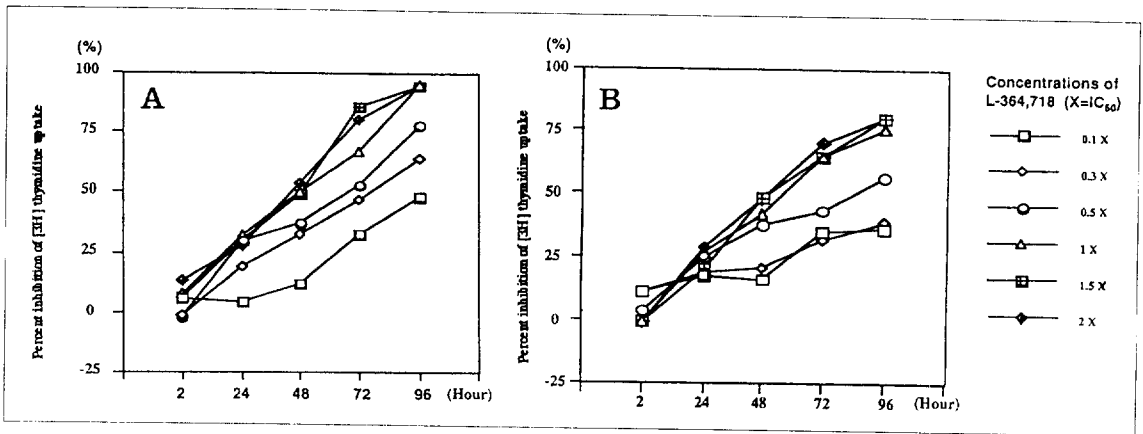 (%)
100
75
50
25
0
-25
Percent inhibition of [3H] thymidine uptake
A
2 24 48 72 96 (Hour)
(%)
100
75
50
25
0
-25
Percent inhibition of [3H] thymidine uptake
B
2 24 48 72 96 (Hour)
Concentrations of
L-364,718 (X=IC50)
0.1 X
0.3 X
0.5 X
1 X
1.5 X
2 X